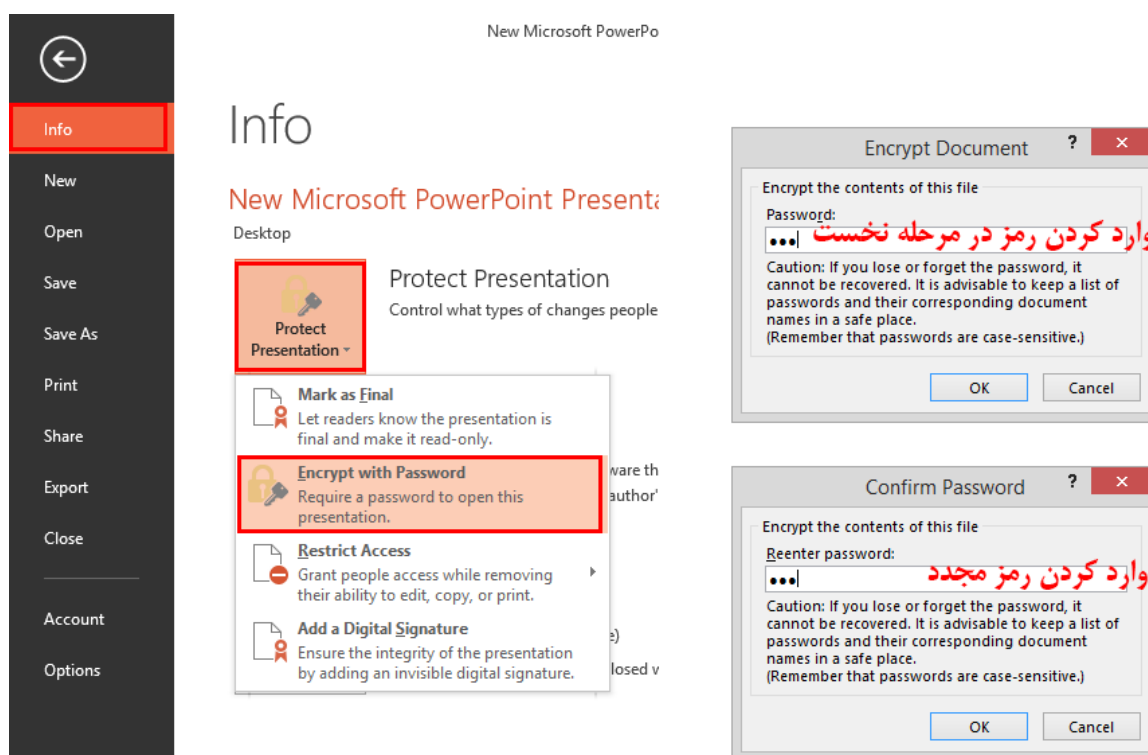 New Microsoft PowerPo
Info
New
Open
Save
Save As
Print
Share
Export
Close
Account
Options
Info
New Microsoft PowerPoint Presenta
Desktop
Protect
Presentation
Protect Presentation
Control what types of changes people
Mark as Final
Let readers know the presentation is
final and make it read-only.
Encrypt with Password
Require a password to open this
presentation.
Restrict Access
Grant people access while removing
their ability to edit, copy, or print.
Add a Digital Signature
Ensure the integrity of the presentation
by adding an invisible digital signature.
ware th
author'
e)
losed w
Encrypt Document ? ×
Encrypt the contents of this file
Password:
••• وارد کردن رمز در مرحله نخست
Caution: If you lose or forget the password, it
cannot be recovered. It is advisable to keep a list of
passwords and their corresponding document
names in a safe place.
(Remember that passwords are case-sensitive.)
OK Cancel
Confirm Password ? ×
Encrypt the contents of this file
Reenter password:
••• وارد کردن رمز مجدد
Caution: If you lose or forget the password, it
cannot be recovered. It is advisable to keep a list of
passwords and their corresponding document
names in a safe place.
(Remember that passwords are case-sensitive.)
OK Cancel